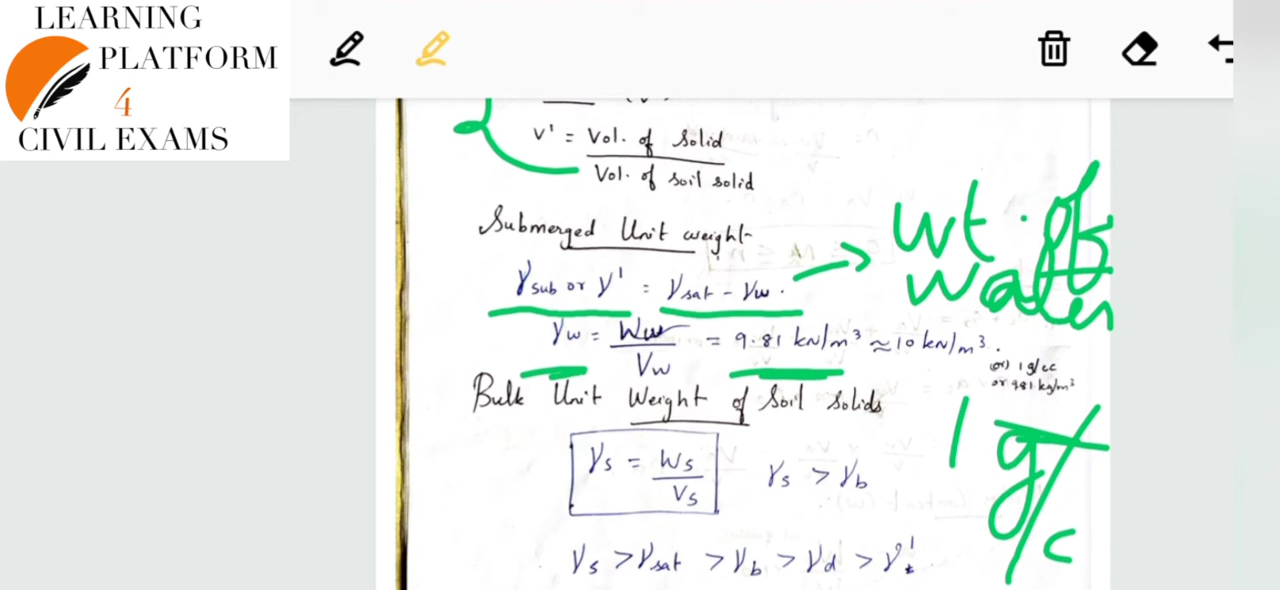 LEARNING
PLATFORM
4
CIVIL EXAMS
V' = Vol. of Solid
Vol. of soil solid
Submerged Unit weight
γsub or γ' = γsat - γw .
wt. of
water
γw = Ww = 9.81 kN/m³ ≈ 10 kN/m³.
Vw
(or) 1 g/cc
or 981 kg/m³
Bulk Unit Weight of Soil Solids
1 g/c
γs = Ws
Vs
γs > γb
γs > γsat > γb > γd > γ'